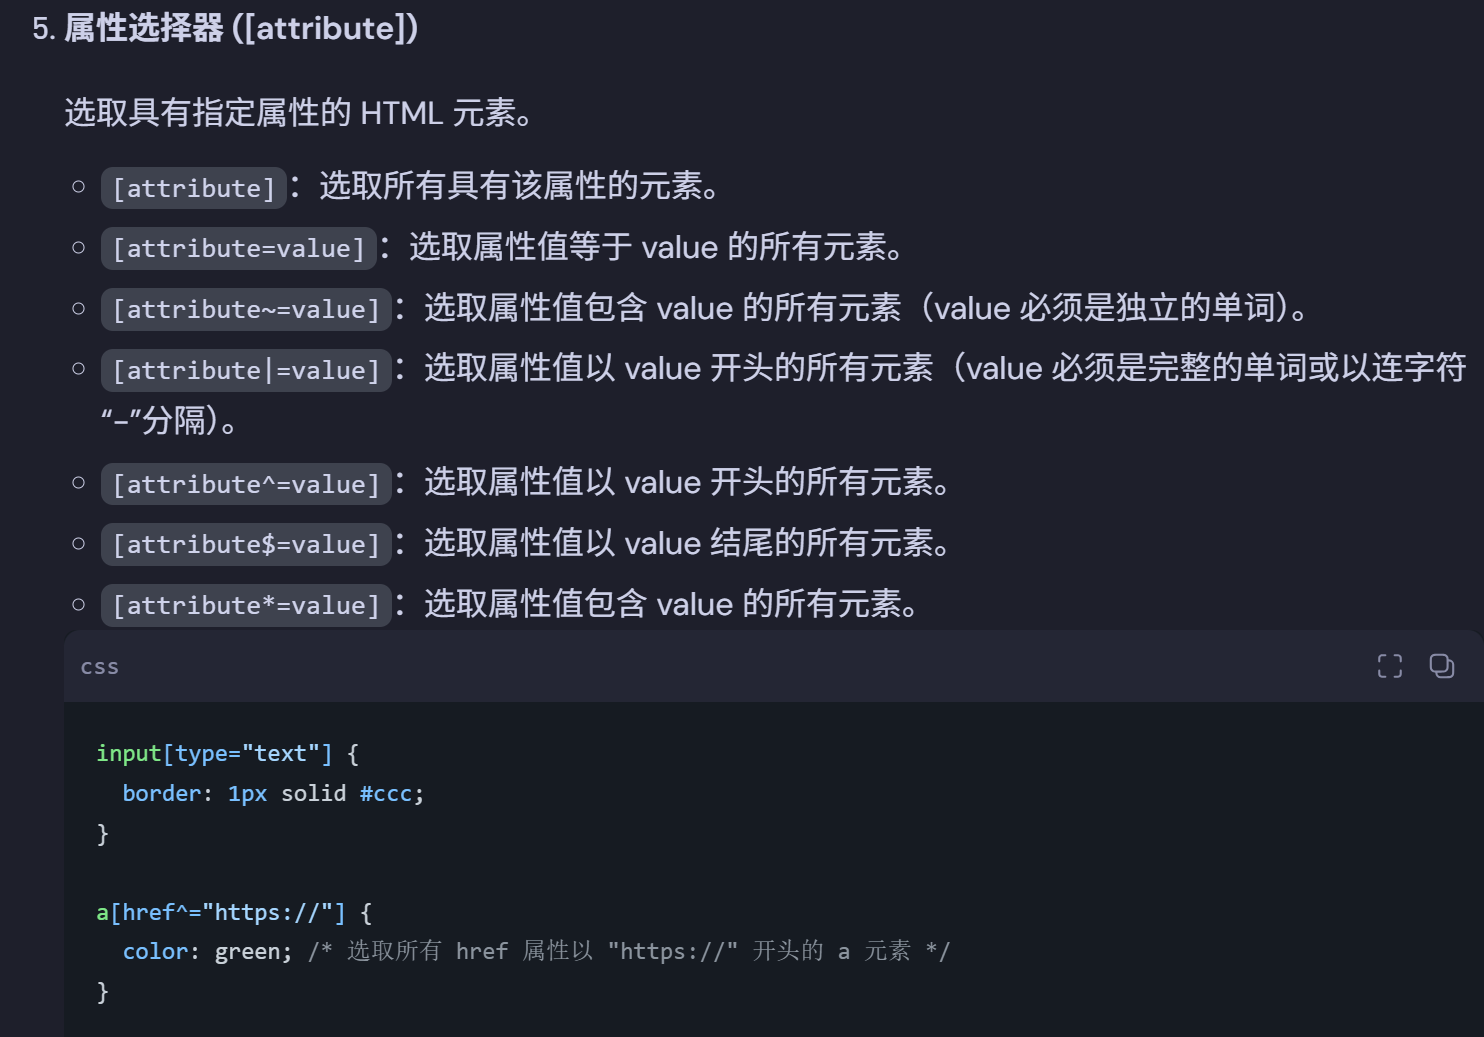 5. 属性选择器 ([attribute])
选取具有指定属性的 HTML 元素。
[attribute]：选取所有具有该属性的元素。
[attribute=value]：选取属性值等于 value 的所有元素。
[attribute~=value]：选取属性值包含 value 的所有元素（value 必须是独立的单词）。
[attribute|=value]：选取属性值以 value 开头的所有元素（value 必须是完整的单词或以连字符
“-”分隔）。
[attribute^=value]：选取属性值以 value 开头的所有元素。
[attribute$=value]：选取属性值以 value 结尾的所有元素。
[attribute*=value]：选取属性值包含 value 的所有元素。
css
input[type="text"] {
  border: 1px solid #ccc;
}
a[href^="https://"] {
  color: green; /* 选取所有 href 属性以 "https://" 开头的 a 元素 */
}